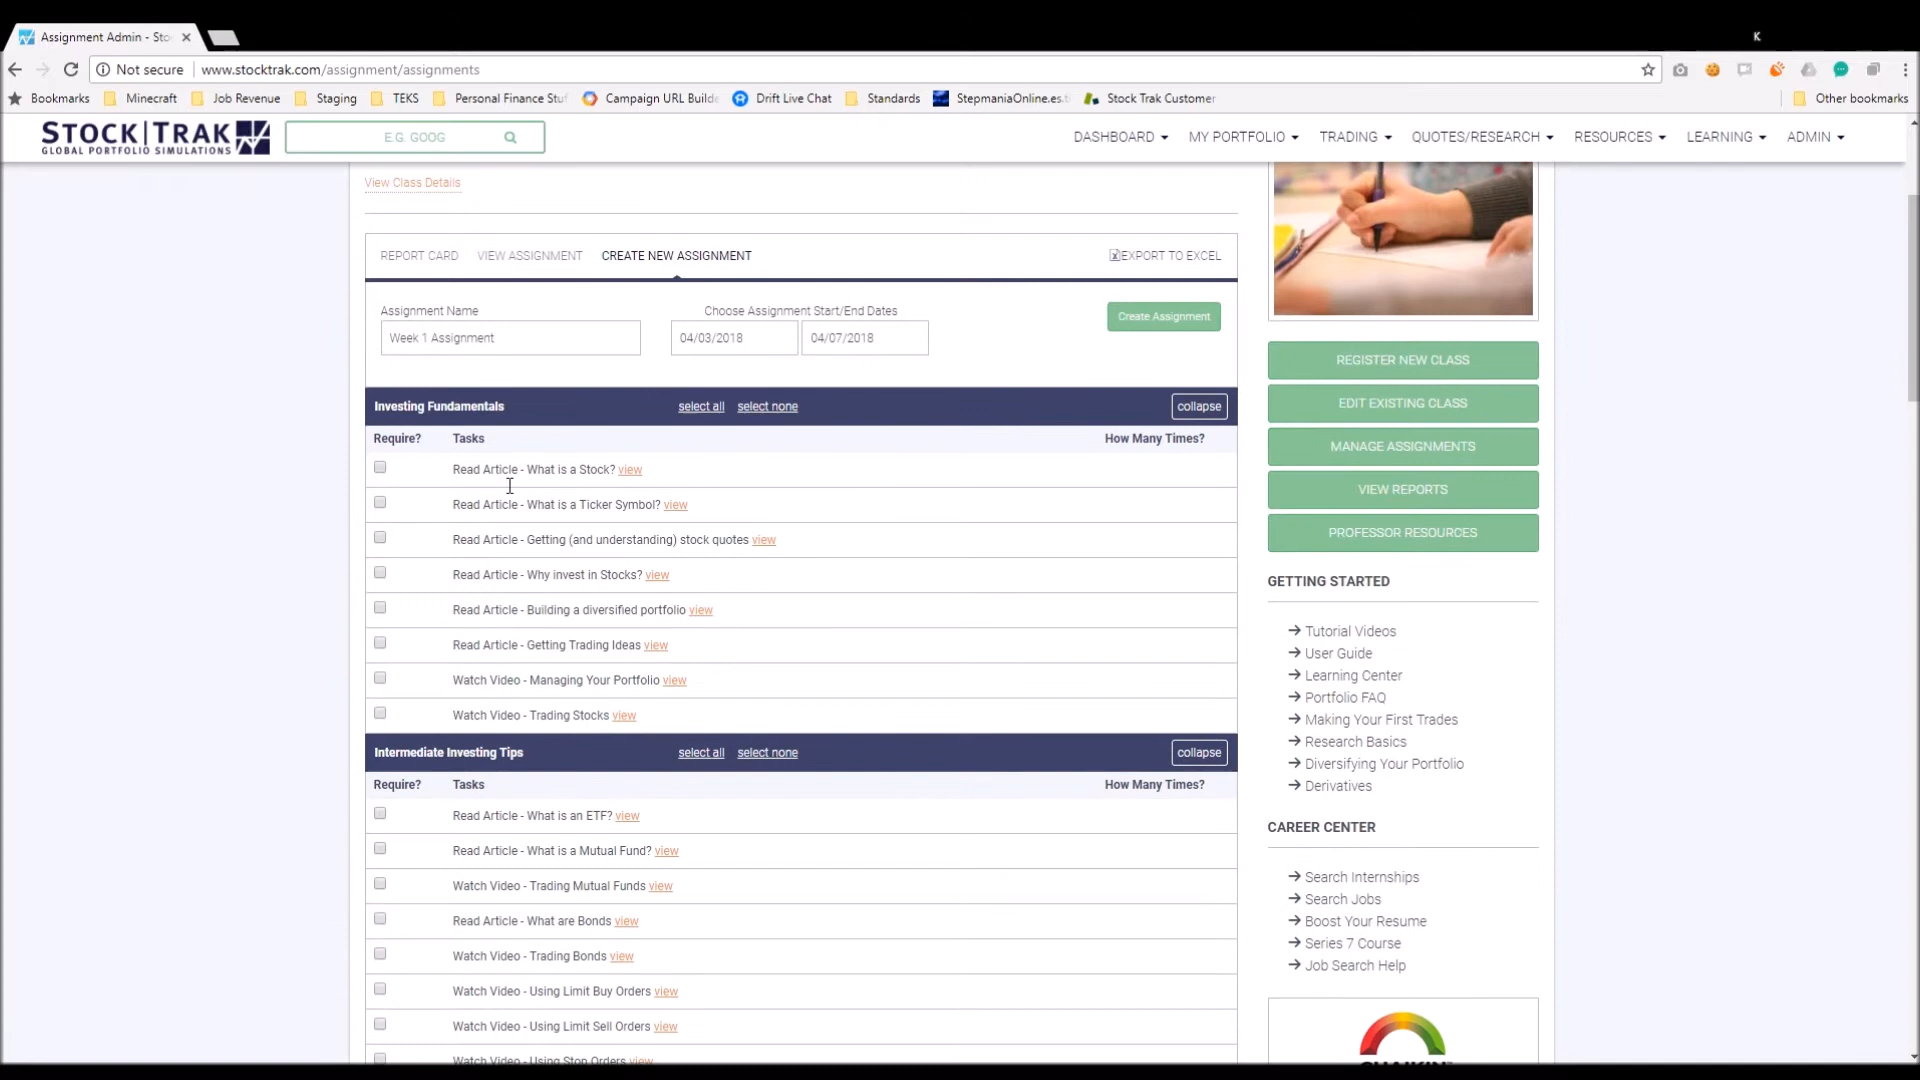 Assignment Admin - Sto
K
Not secure www.stocktrak.com/assignment/assignments
Bookmarks Minecraft Job Revenue Staging TEKS Personal Finance Stuf Campaign URL Builde Drift Live Chat Standards StepmaniaOnline.es.t Stock Trak Customer Other bookmarks
STOCK|TRAK
GLOBAL PORTFOLIO SIMULATIONS
E.G. GOOG
DASHBOARD MY PORTFOLIO TRADING QUOTES/RESEARCH RESOURCES LEARNING ADMIN
View Class Details
REPORT CARD VIEW ASSIGNMENT CREATE NEW ASSIGNMENT EXPORT TO EXCEL
Assignment Name Choose Assignment Start/End Dates
Create Assignment
Week 1 Assignment 04/03/2018 04/07/2018
Investing Fundamentals select all select none collapse
Require? Tasks How Many Times?
Read Article - What is a Stock? view
Read Article - What is a Ticker Symbol? view
Read Article - Getting (and understanding) stock quotes view
Read Article - Why invest in Stocks? view
Read Article - Building a diversified portfolio view
Read Article - Getting Trading Ideas view
Watch Video - Managing Your Portfolio view
Watch Video - Trading Stocks view
Intermediate Investing Tips select all select none collapse
Require? Tasks How Many Times?
Read Article - What is an ETF? view
Read Article - What is a Mutual Fund? view
Watch Video - Trading Mutual Funds view
Read Article - What are Bonds view
Watch Video - Trading Bonds view
Watch Video - Using Limit Buy Orders view
Watch Video - Using Limit Sell Orders view
Watch Video - Using Stop Orders view
REGISTER NEW CLASS
EDIT EXISTING CLASS
MANAGE ASSIGNMENTS
VIEW REPORTS
PROFESSOR RESOURCES
GETTING STARTED
Tutorial Videos
User Guide
Learning Center
Portfolio FAQ
Making Your First Trades
Research Basics
Diversifying Your Portfolio
Derivatives
CAREER CENTER
Search Internships
Search Jobs
Boost Your Resume
Series 7 Course
Job Search Help